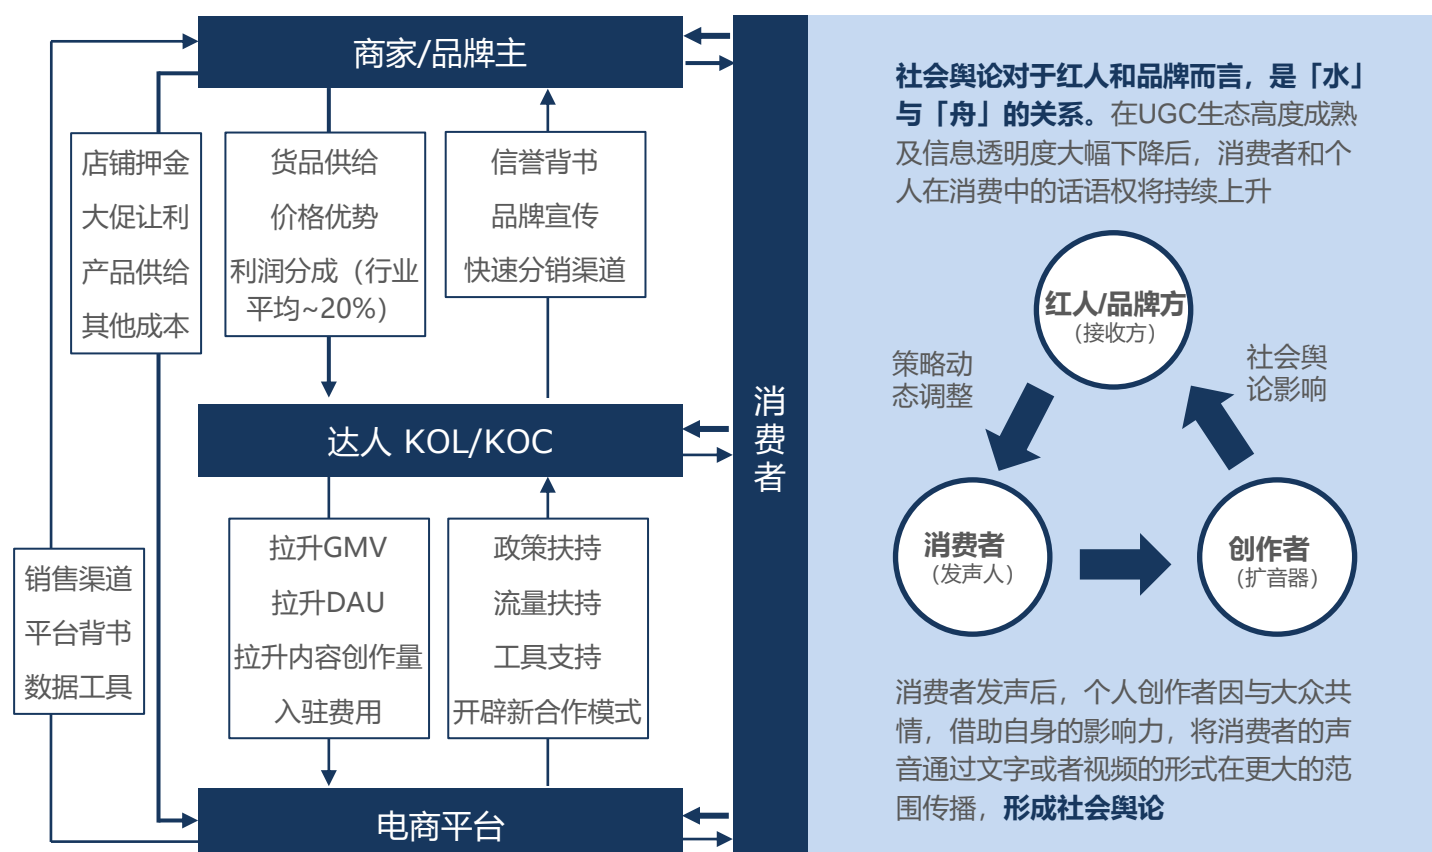 商家/品牌主
店铺押金
大促让利
产品供给
其他成本
货品供给
价格优势
利润分成（行业
平均~20%）
信誉背书
品牌宣传
快速分销渠道
达人 KOL/KOC
销售渠道
平台背书
数据工具
拉升GMV
拉升DAU
拉升内容创作量
入驻费用
政策扶持
流量扶持
工具支持
开辟新合作模式
电商平台
消
费
者
社会舆论对于红人和品牌而言，是「水」
与「舟」的关系。在UGC生态高度成熟
及信息透明度大幅下降后，消费者和个
人在消费中的话语权将持续上升
红人/品牌方
（接收方）
策略动
态调整
社会舆
论影响
消费者
（发声人）
创作者
（扩音器）
消费者发声后，个人创作者因与大众共
情，借助自身的影响力，将消费者的声
音通过文字或者视频的形式在更大的范
围传播，形成社会舆论